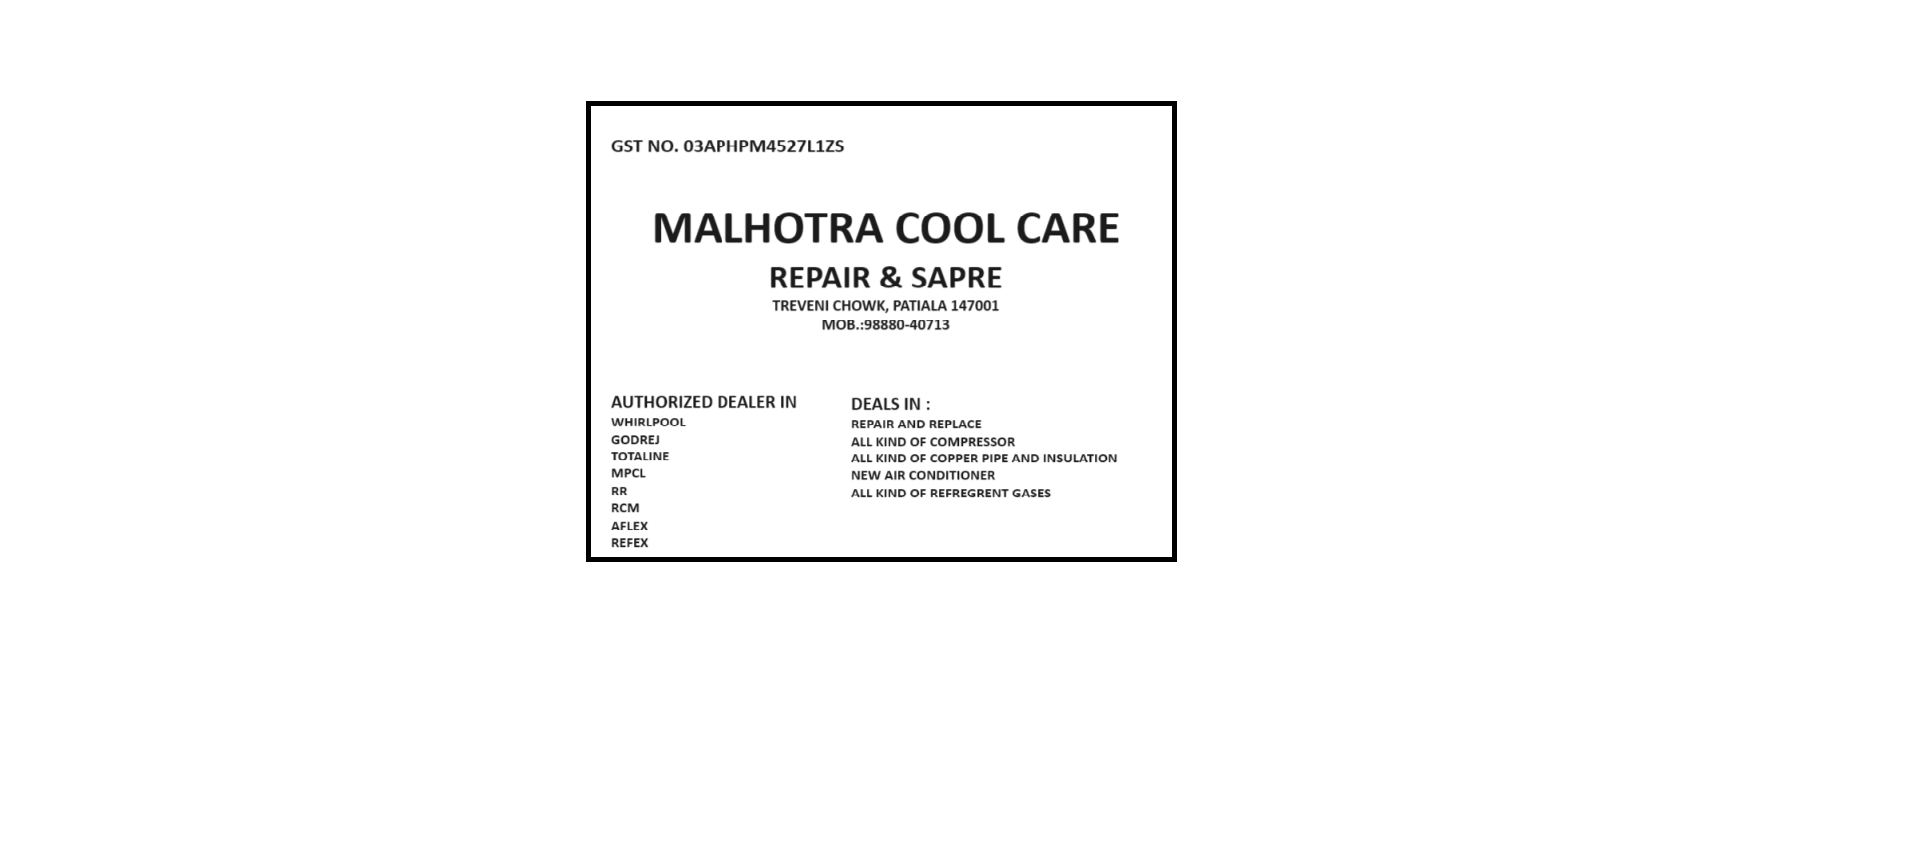 GST NO. 03APHPM4527L1ZS
MALHOTRA COOL CARE
REPAIR & SAPRE
TREVENI CHOWK, PATIALA 147001
MOB.:98880-40713
AUTHORIZED DEALER IN
WHIRLPOOL
GODREJ
TOTALINE
MPCL
RR
RCM
AFLEX
REFEX
DEALS IN :
REPAIR AND REPLACE
ALL KIND OF COMPRESSOR
ALL KIND OF COPPER PIPE AND INSULATION
NEW AIR CONDITIONER
ALL KIND OF REFREGRENT GASES